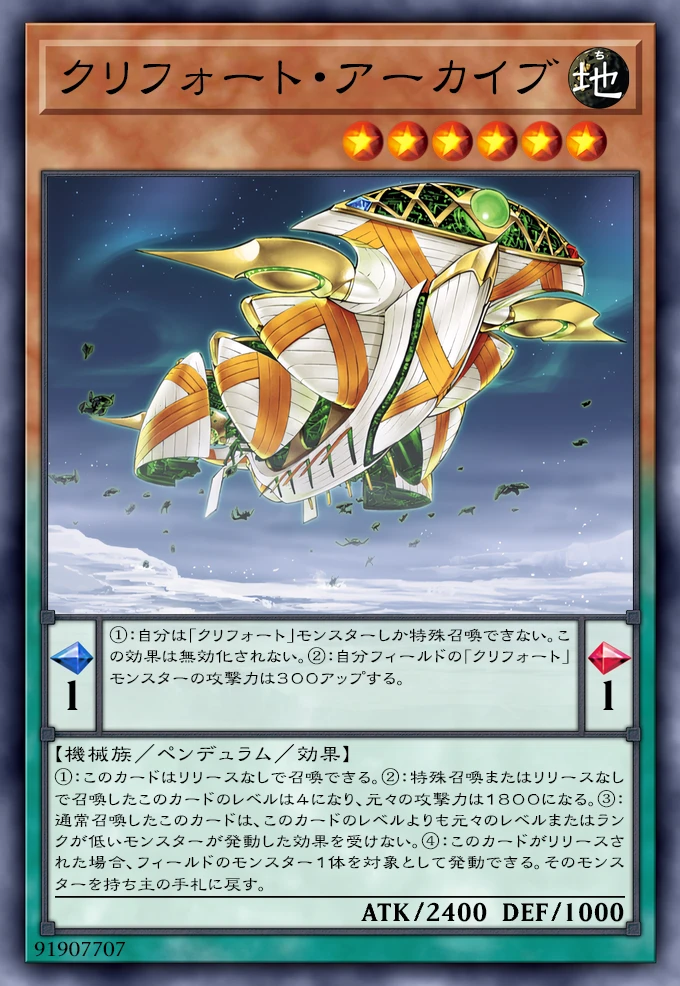 クリフォート・アーカイブ
ち
地
①:自分は「クリフォート」モンスターしか特殊召喚できない。こ
の効果は無効化されない。②:自分フィールドの「クリフォート」
モンスターの攻撃力は３００アップする。
1
1
【機械族／ペンデュラム／効果】
①:このカードはリリースなしで召喚できる。②:特殊召喚またはリリースなし
で召喚したこのカードのレベルは４になり、元々の攻撃力は１８００になる。③:
通常召喚したこのカードは、このカードのレベルよりも元々のレベルまたはラン
クが低いモンスターが発動した効果を受けない。④:このカードがリリースさ
れた場合、フィールドのモンスター１体を対象として発動できる。そのモンス
ターを持ち主の手札に戻す。
ATK/2400 DEF/1000
91907707